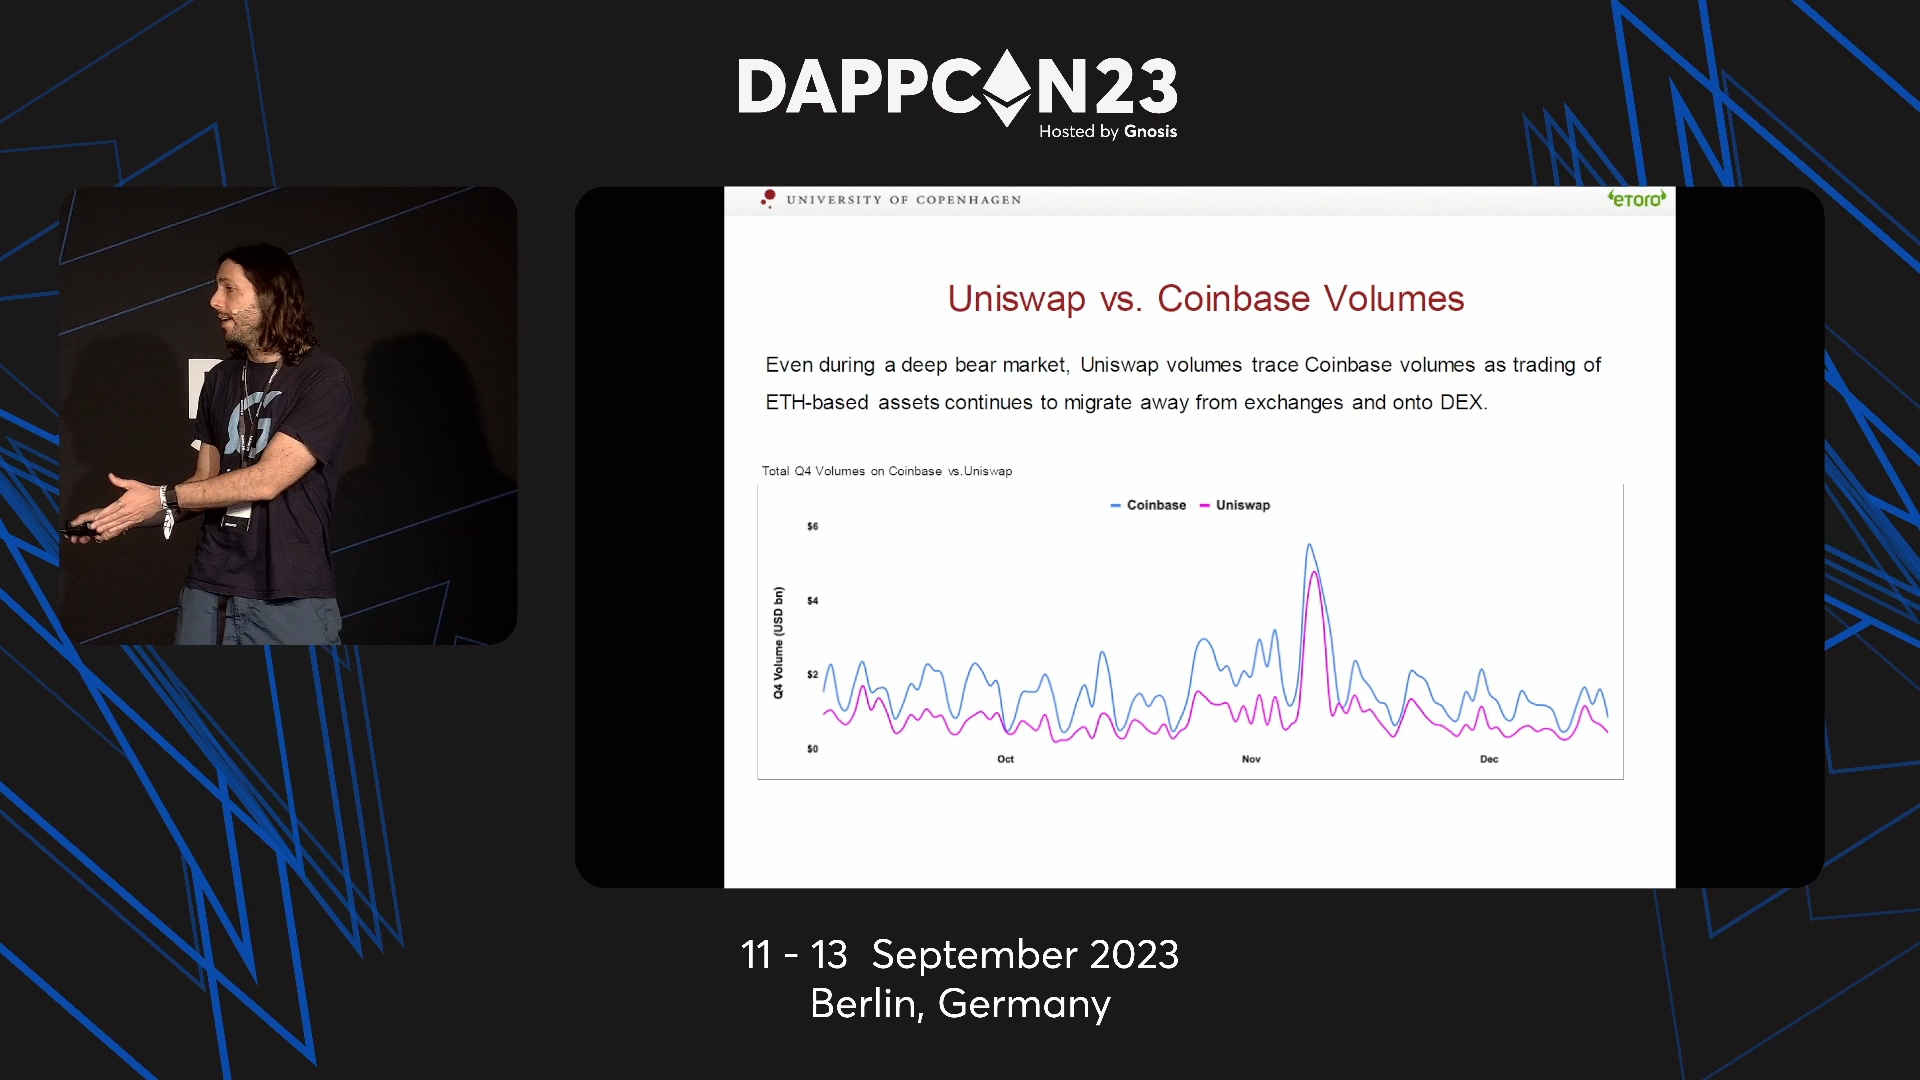 DAPPCON23
Hosted by Gnosis
UNIVERSITY OF COPENHAGEN
eToro
Uniswap vs. Coinbase Volumes
Even during a deep bear market, Uniswap volumes trace Coinbase volumes as trading of
ETH-based assets continues to migrate away from exchanges and onto DEX.
Total Q4 Volumes on Coinbase vs.Uniswap
Coinbase Uniswap
Q4 Volume (USD bn)
$6
$4
$2
$0
Oct Nov Dec
11 - 13 September 2023
Berlin, Germany